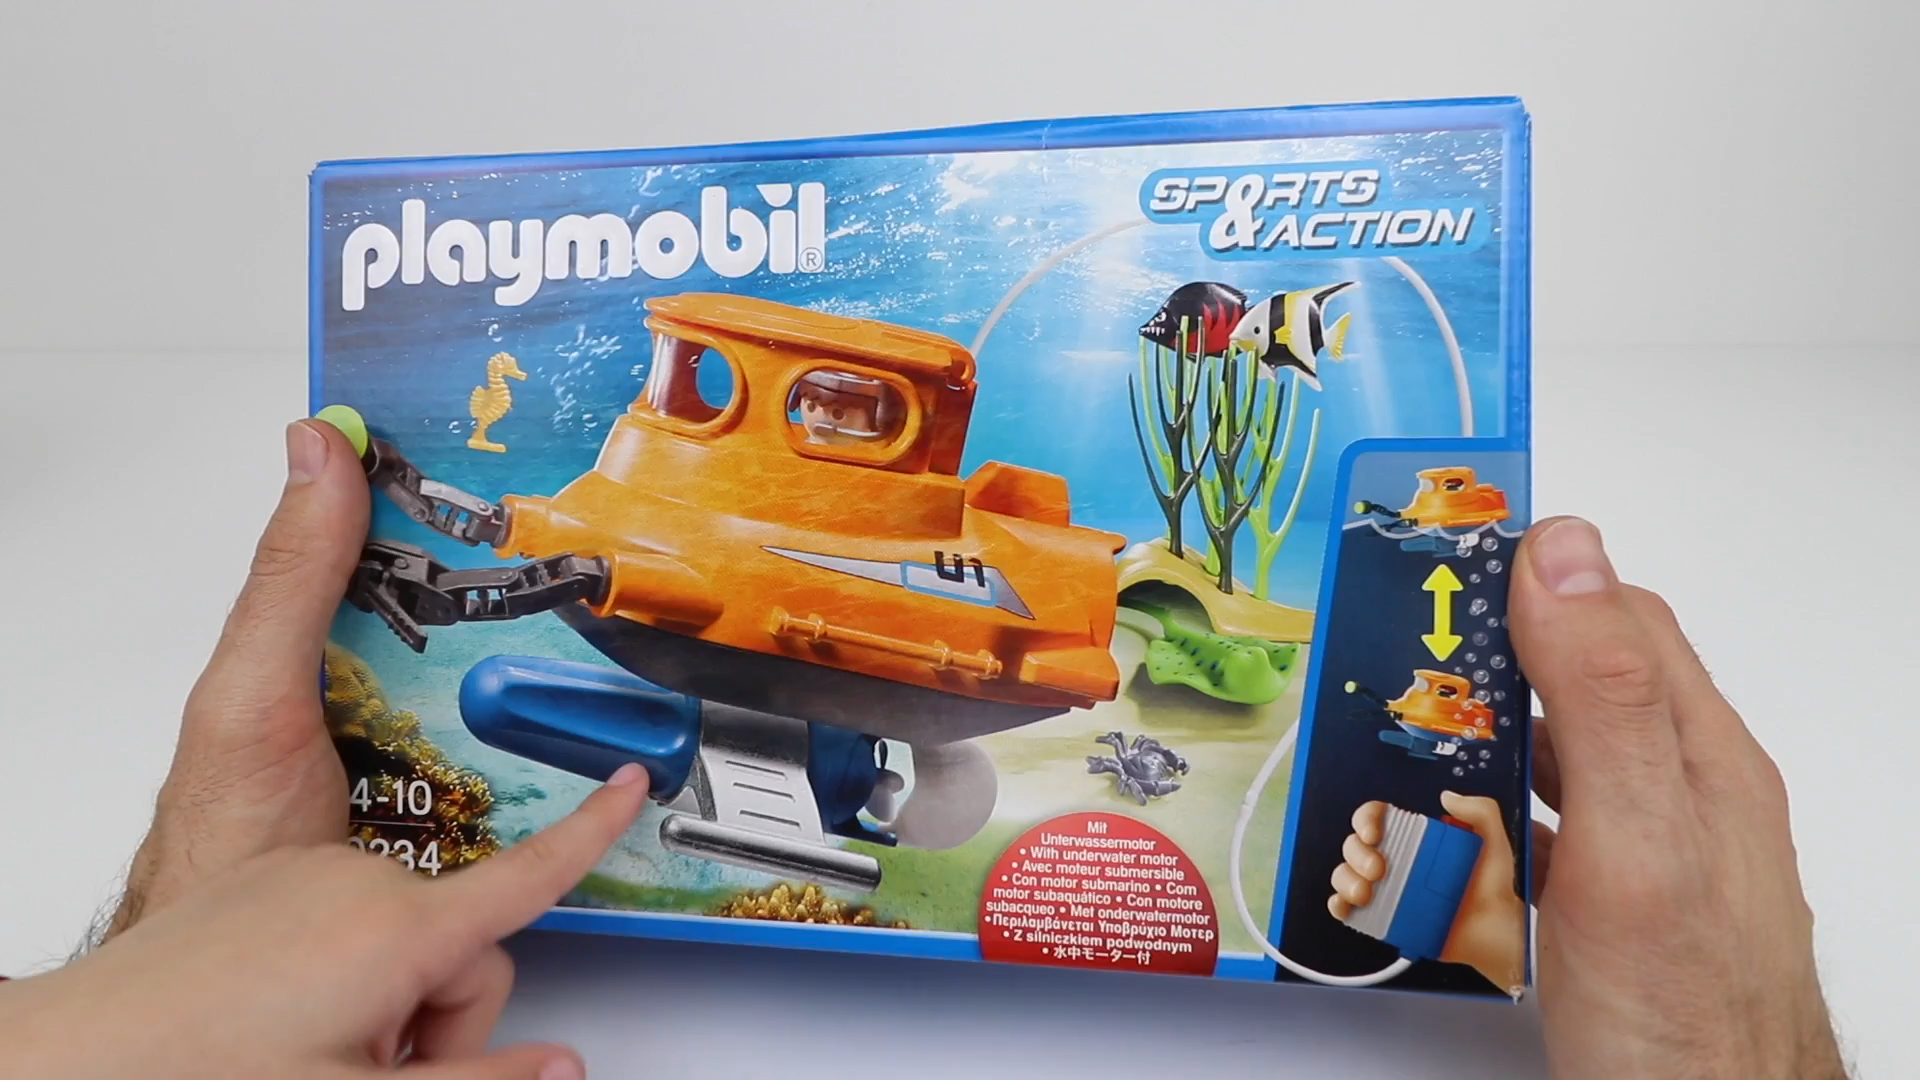 playmobil®
SPORTS
& ACTION
U1
4-10
Mit
Unterwassermotor
• With underwater motor
• Avec moteur submersible
• Con motor submarino • Com
motor subaquático • Con motore
subacqueo • Met onderwatermotor
• Περιλαμβάνεται Υποβρύχιο Μοτερ
• Z silniczkiem podwodnym
• 水中モーター付